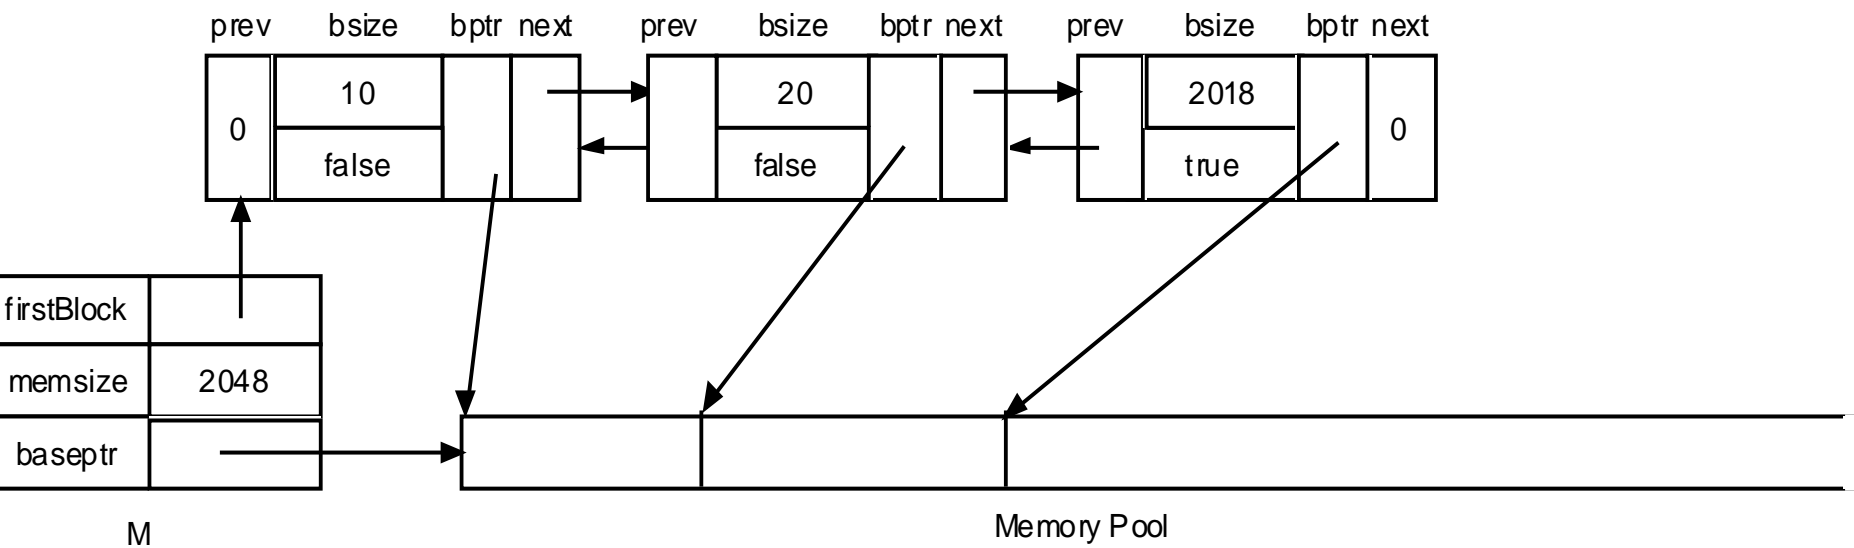 prev bsize bptr next prev bsize bptr next prev bsize bptr next
10 20 2018
0 0
false false true
firstBlock
memsize 2048
baseptr
M Memory Pool